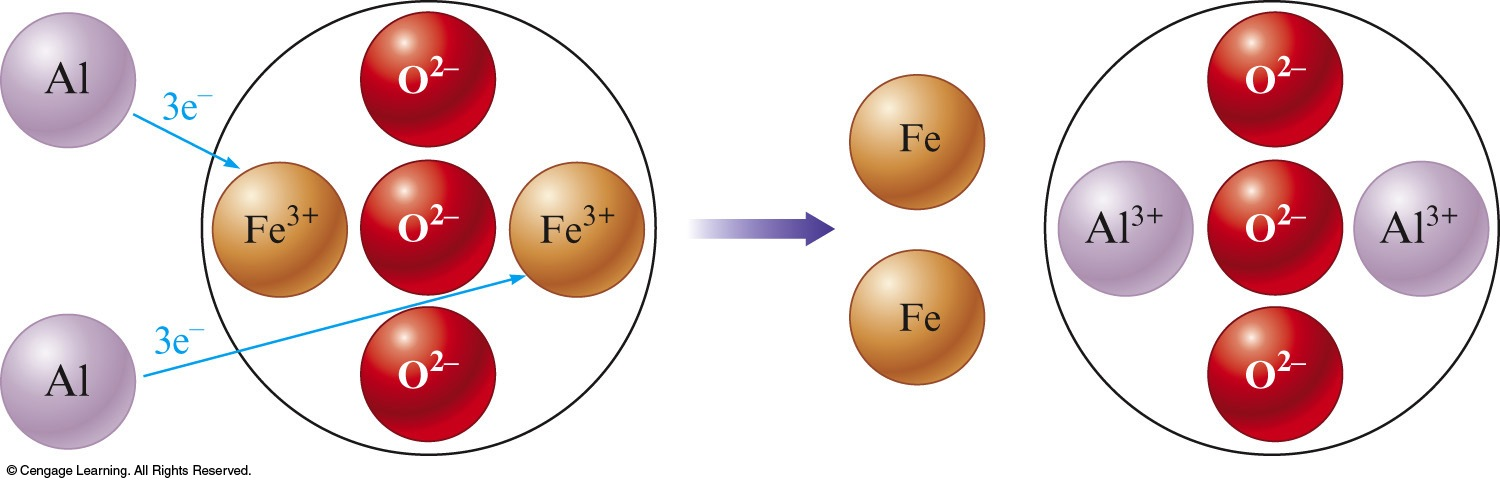 Al
3e⁻
O²⁻
Fe³⁺
O²⁻
Fe³⁺
Al
3e⁻
O²⁻
Fe
Fe
O²⁻
Al³⁺
O²⁻
Al³⁺
O²⁻
© Cengage Learning. All Rights Reserved.